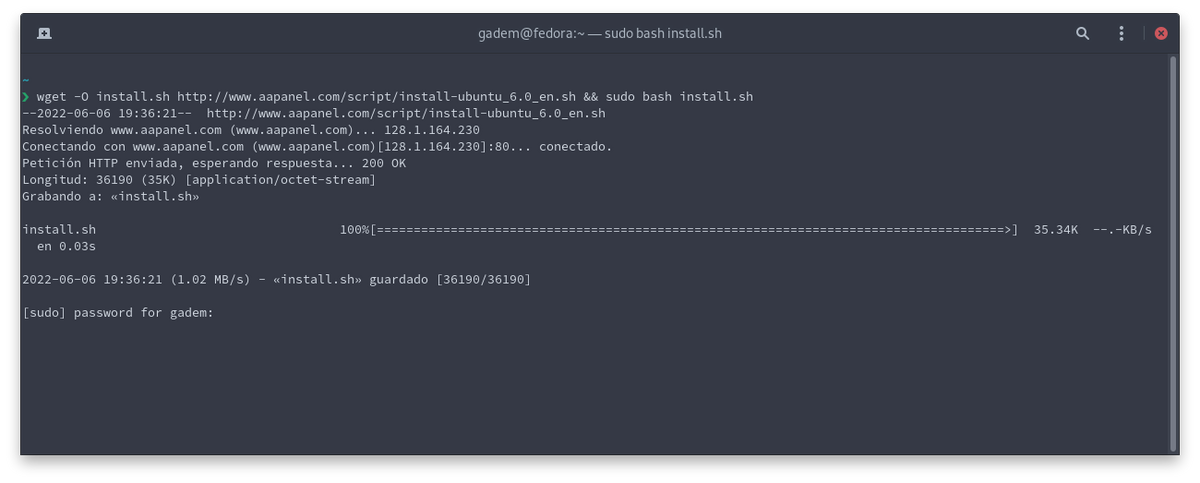 gadem@fedora:~ — sudo bash install.sh
~
❯ wget -O install.sh http://www.aapanel.com/script/install-ubuntu_6.0_en.sh && sudo bash install.sh
--2022-06-06 19:36:21--  http://www.aapanel.com/script/install-ubuntu_6.0_en.sh
Resolviendo www.aapanel.com (www.aapanel.com)... 128.1.164.230
Conectando con www.aapanel.com (www.aapanel.com)[128.1.164.230]:80... conectado.
Petición HTTP enviada, esperando respuesta... 200 OK
Longitud: 36190 (35K) [application/octet-stream]
Grabando a: «install.sh»
install.sh 100%[=====================================================================================>] 35.34K --.-KB/s
en 0.03s
2022-06-06 19:36:21 (1.02 MB/s) - «install.sh» guardado [36190/36190]
[sudo] password for gadem: